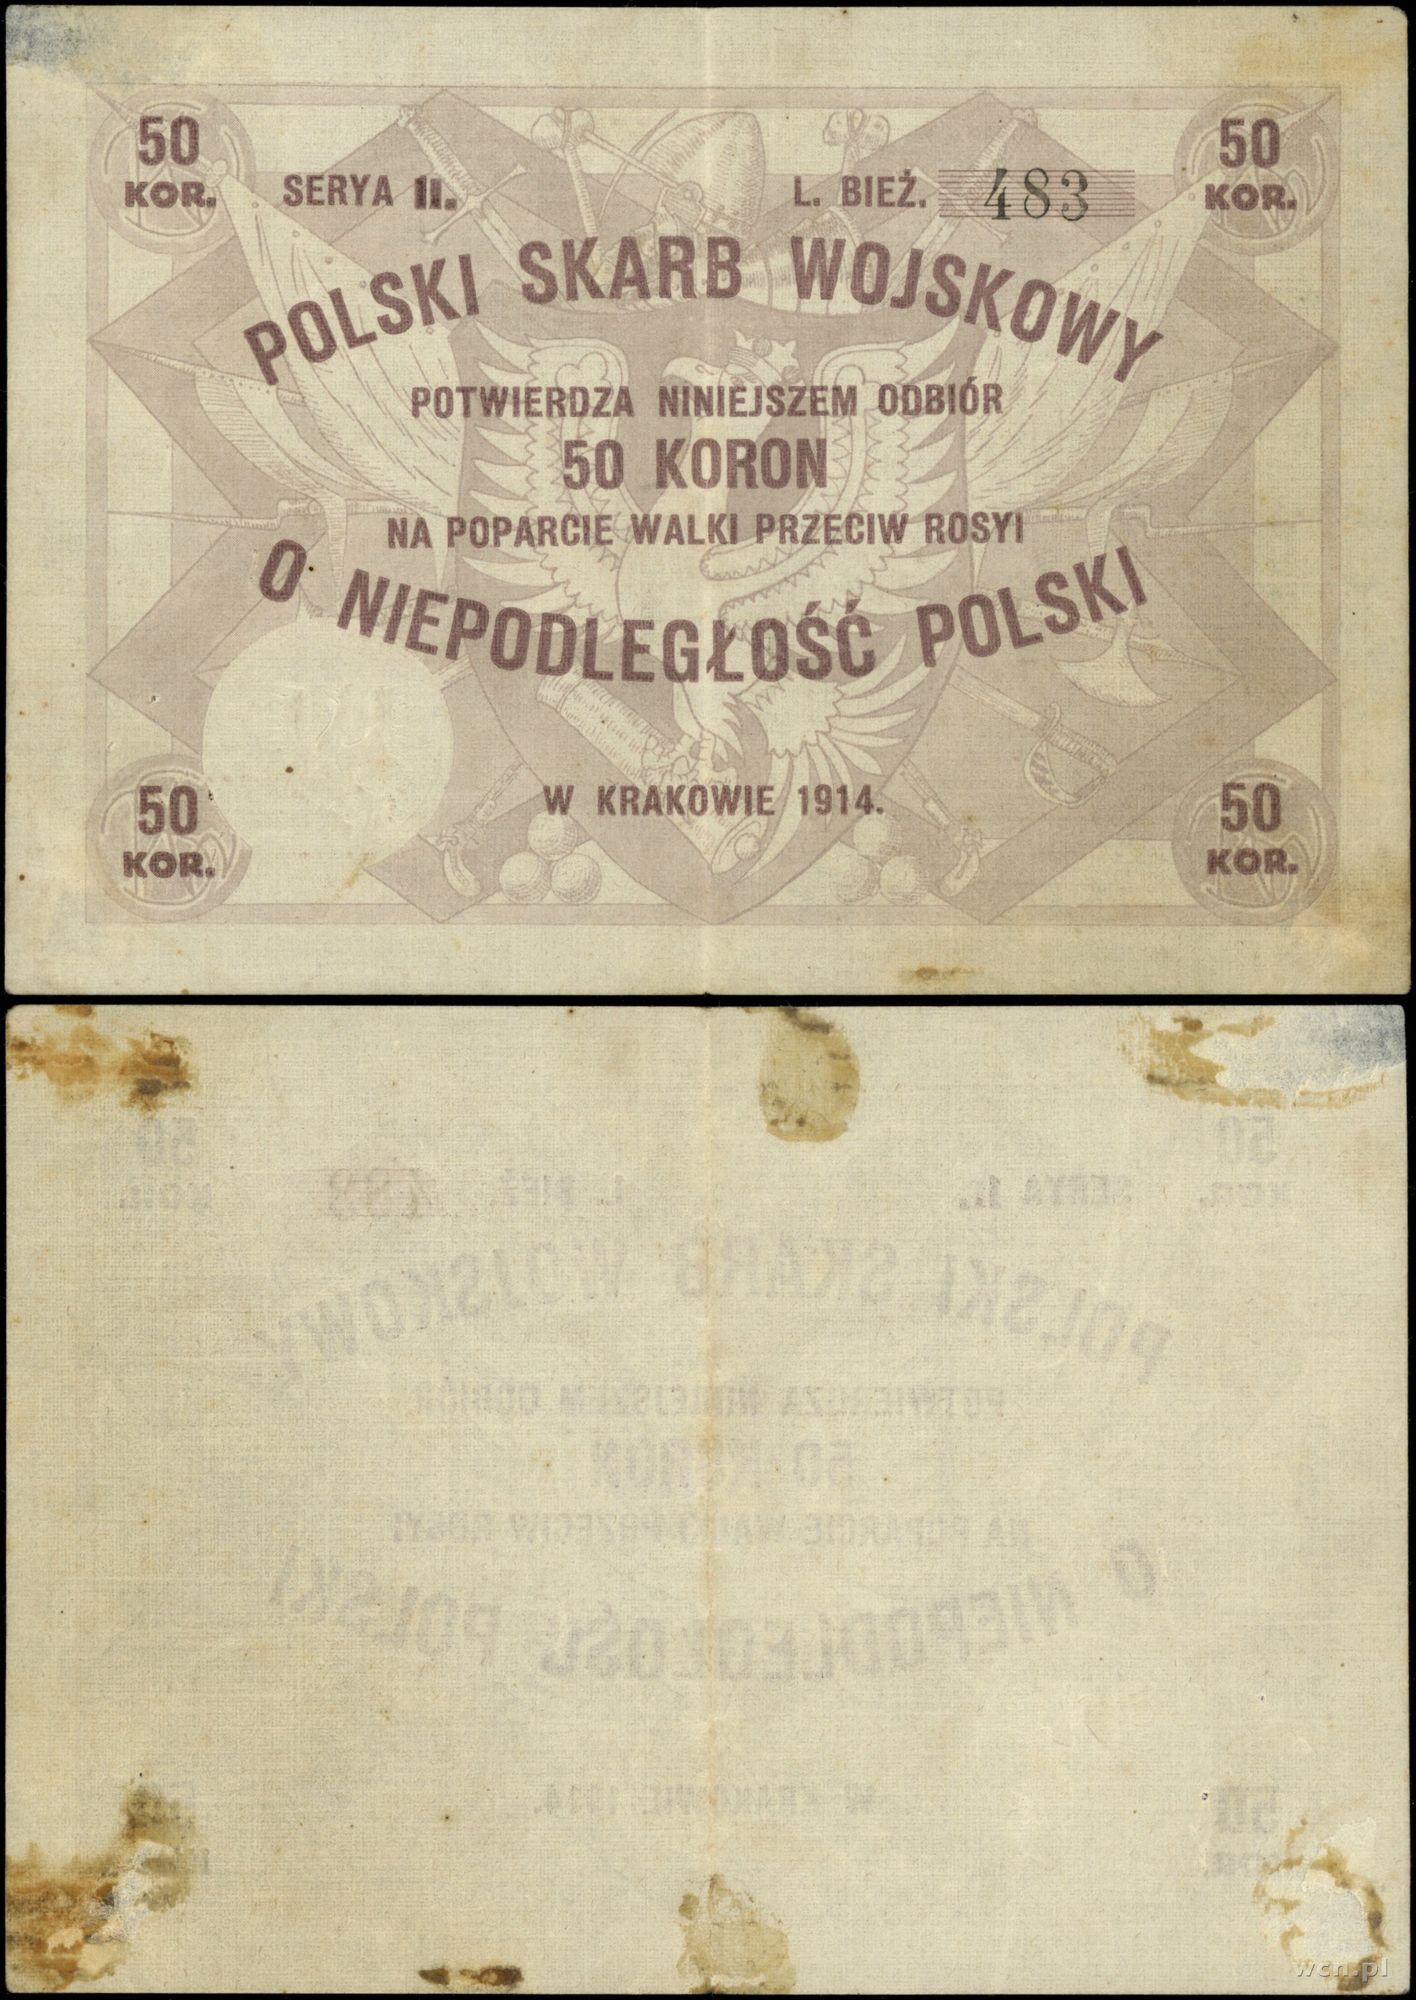 50 KOR.
SERYA II.
L. BIEŻ. 483
50 KOR.
POLSKI SKARB WOJSKOWY
POTWIERDZA NINIEJSZEM ODBIÓR
50 KORON
NA POPARCIE WALKI PRZECIW ROSYI
O NIEPODLEGŁOŚĆ POLSKI
W KRAKOWIE 1914.
50 KOR.
50 KOR.
wcn.pl